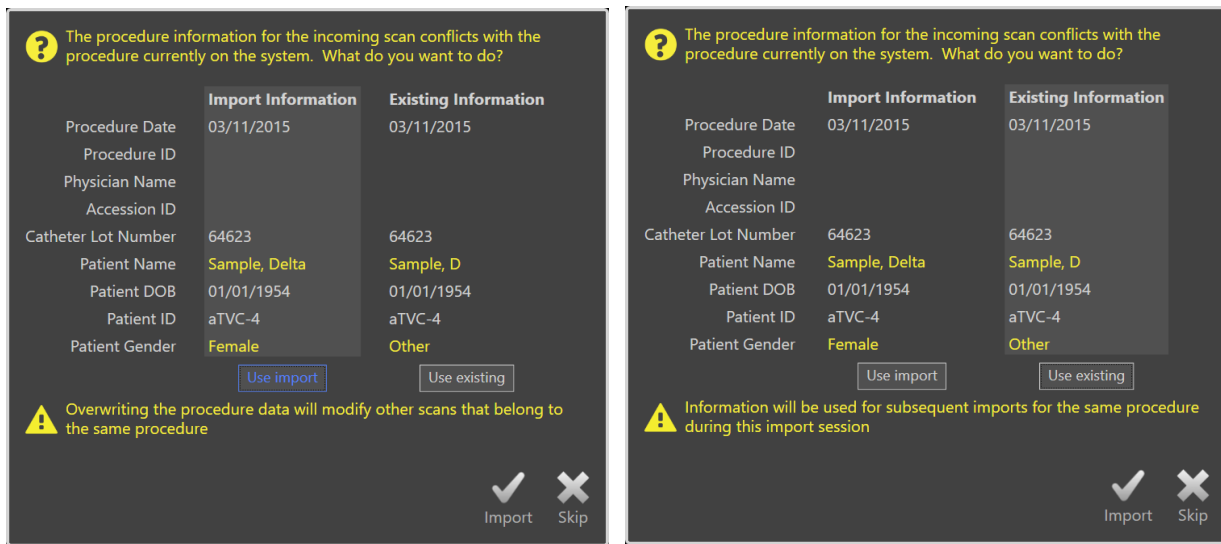 The procedure information for the incoming scan conflicts with the
procedure currently on the system.  What do you want to do?
Import Information Existing Information
Procedure Date 03/11/2015 03/11/2015
Procedure ID
Physician Name
Accession ID
Catheter Lot Number 64623 64623
Patient Name Sample, Delta Sample, D
Patient DOB 01/01/1954 01/01/1954
Patient ID aTVC-4 aTVC-4
Patient Gender Female Other
Use import Use existing
Overwriting the procedure data will modify other scans that belong to
the same procedure
Import Skip
The procedure information for the incoming scan conflicts with the
procedure currently on the system.  What do you want to do?
Import Information Existing Information
Procedure Date 03/11/2015 03/11/2015
Procedure ID
Physician Name
Accession ID
Catheter Lot Number 64623 64623
Patient Name Sample, Delta Sample, D
Patient DOB 01/01/1954 01/01/1954
Patient ID aTVC-4 aTVC-4
Patient Gender Female Other
Use import Use existing
Information will be used for subsequent imports for the same procedure
during this import session
Import Skip